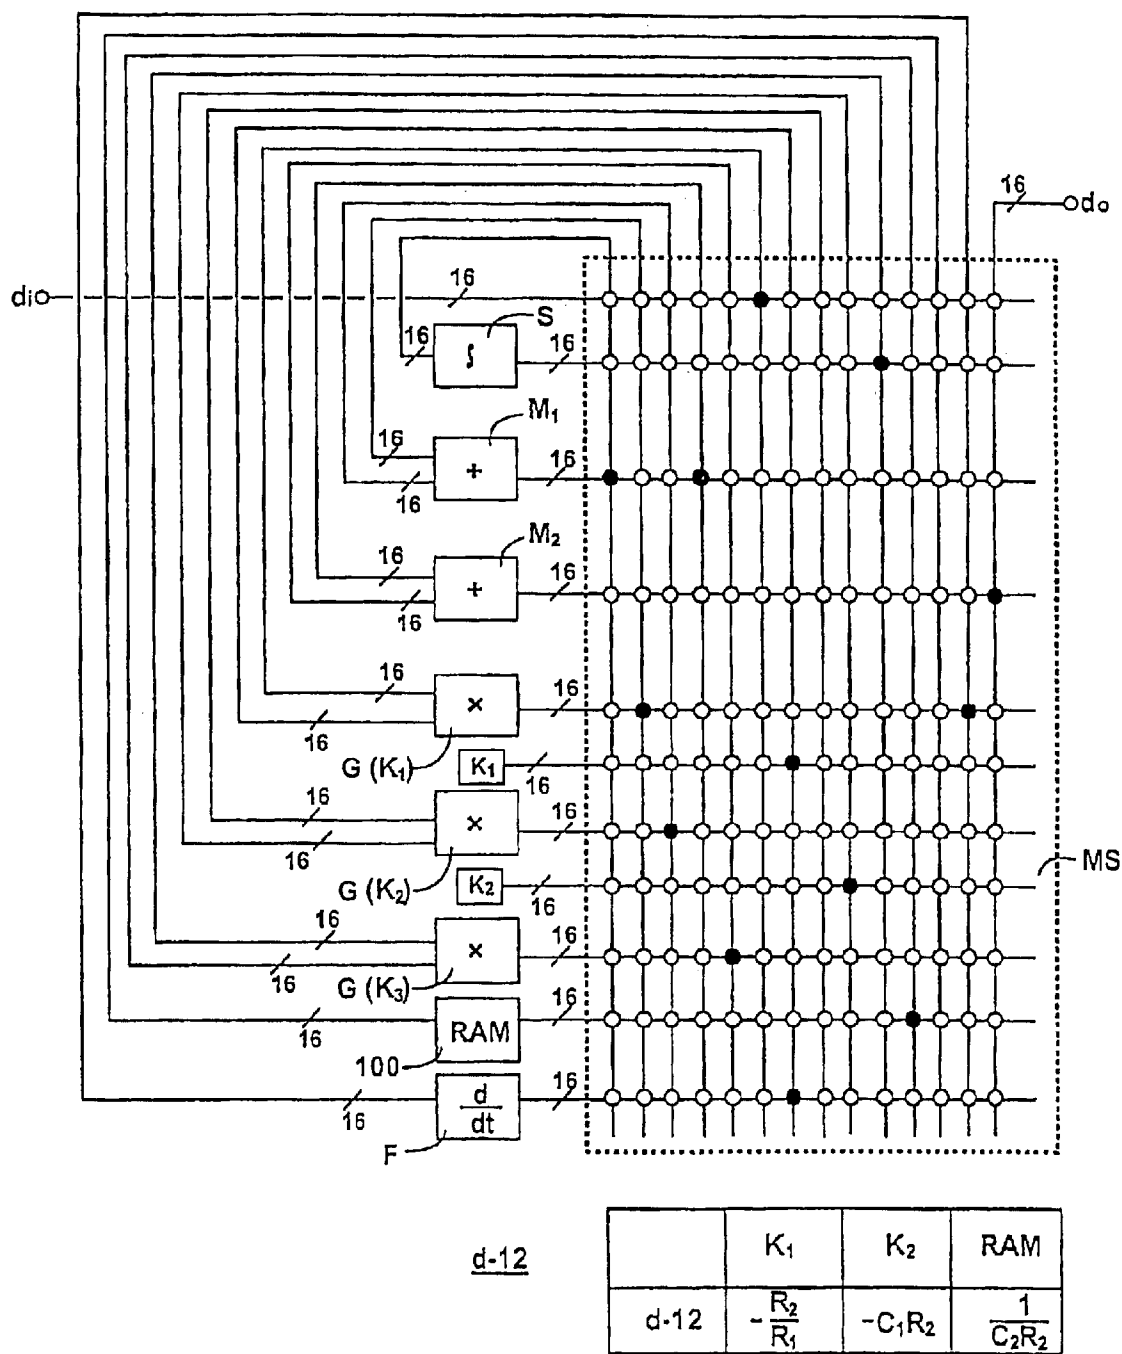 16
do
di
16
S
16
∫
16
M₁
16
+
16
16
M₂
16
+
16
16
16
×
16
16
G (K₁)
K₁
16
16
×
16
16
MS
G (K₂)
K₂
16
16
×
16
16
G (K₃)
16
RAM
16
100
16
d/dt
16
F
d-12
K₁ K₂ RAM
d-12 -R₂/R₁ -C₁R₂ 1/C₂R₂